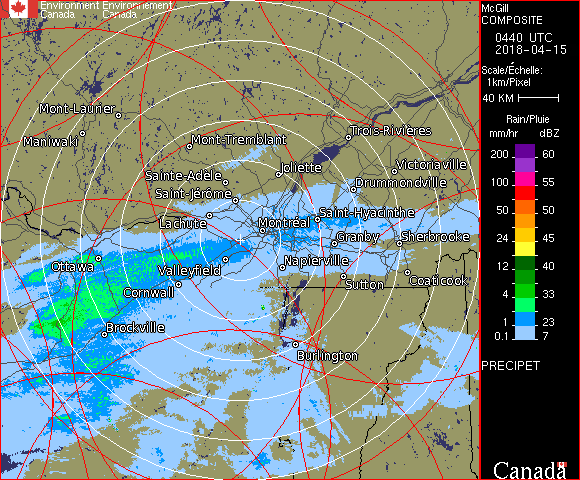 Environment Environnement
Canada Canada
McGill
COMPOSITE
0440 UTC
2018-04-15
Scale/Échelle:
1km/Pixel
40 KM
Rain/Pluie
mm/hr dBZ
200 60
100 55
50 50
24 45
12 40
4 33
1 23
0.1 7
PRECIPET
Mont-Laurier
Maniwaki
Mont-Tremblant
Trois-Rivières
Victoriaville
Joliette
Sainte-Adèle
Drummondville
Saint-Jérôme
Lachute
Saint-Hyacinthe
Montréal
Granby
Sherbrooke
Ottawa
Valleyfield
Napierville
Cornwall
Sutton
Coaticook
Brockville
Burlington
Canada